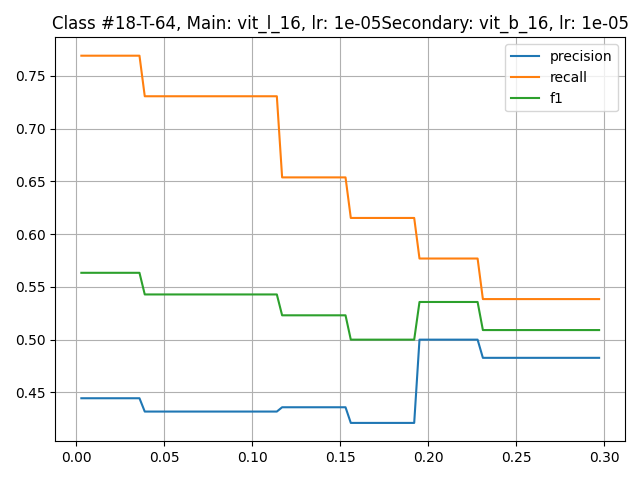 Class #18-T-64, Main: vit_l_16, lr: 1e-05Secondary: vit_b_16, lr: 1e-05
precision
recall
f1
0.75
0.70
0.65
0.60
0.55
0.50
0.45
0.00 0.05 0.10 0.15 0.20 0.25 0.30